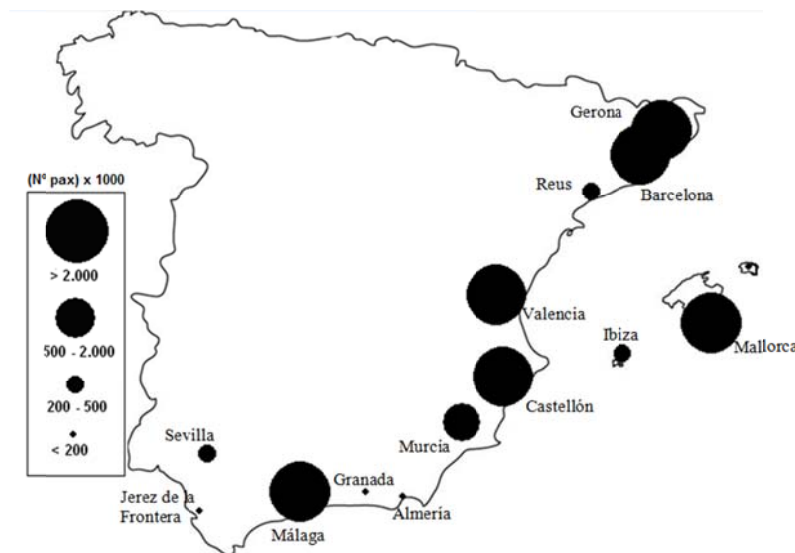 Gerona
(Nº pax) x 1000
Reus
Barcelona
> 2.000
Valencia
Ibiza
Mallorca
500 - 2.000
Castellón
200 - 500
Sevilla
Murcia
< 200
Granada
Jerez de la
Frontera
Almería
Málaga